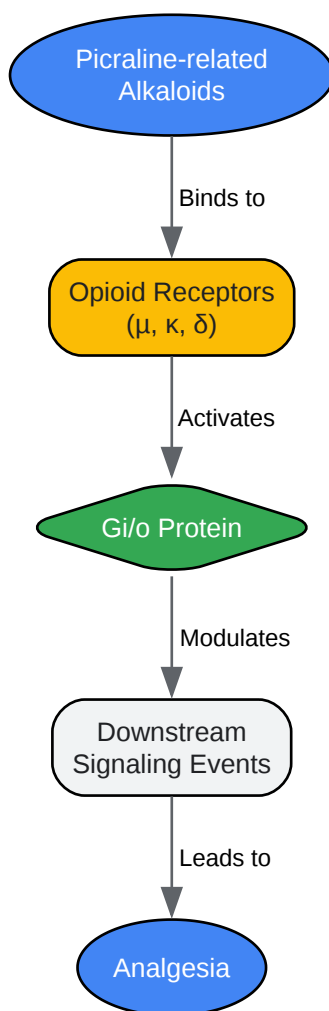 Picraline-related
Alkaloids
Binds to
Opioid Receptors
(μ, κ, δ)
Activates
Gi/o Protein
Modulates
Downstream
Signaling Events
Leads to
Analgesia